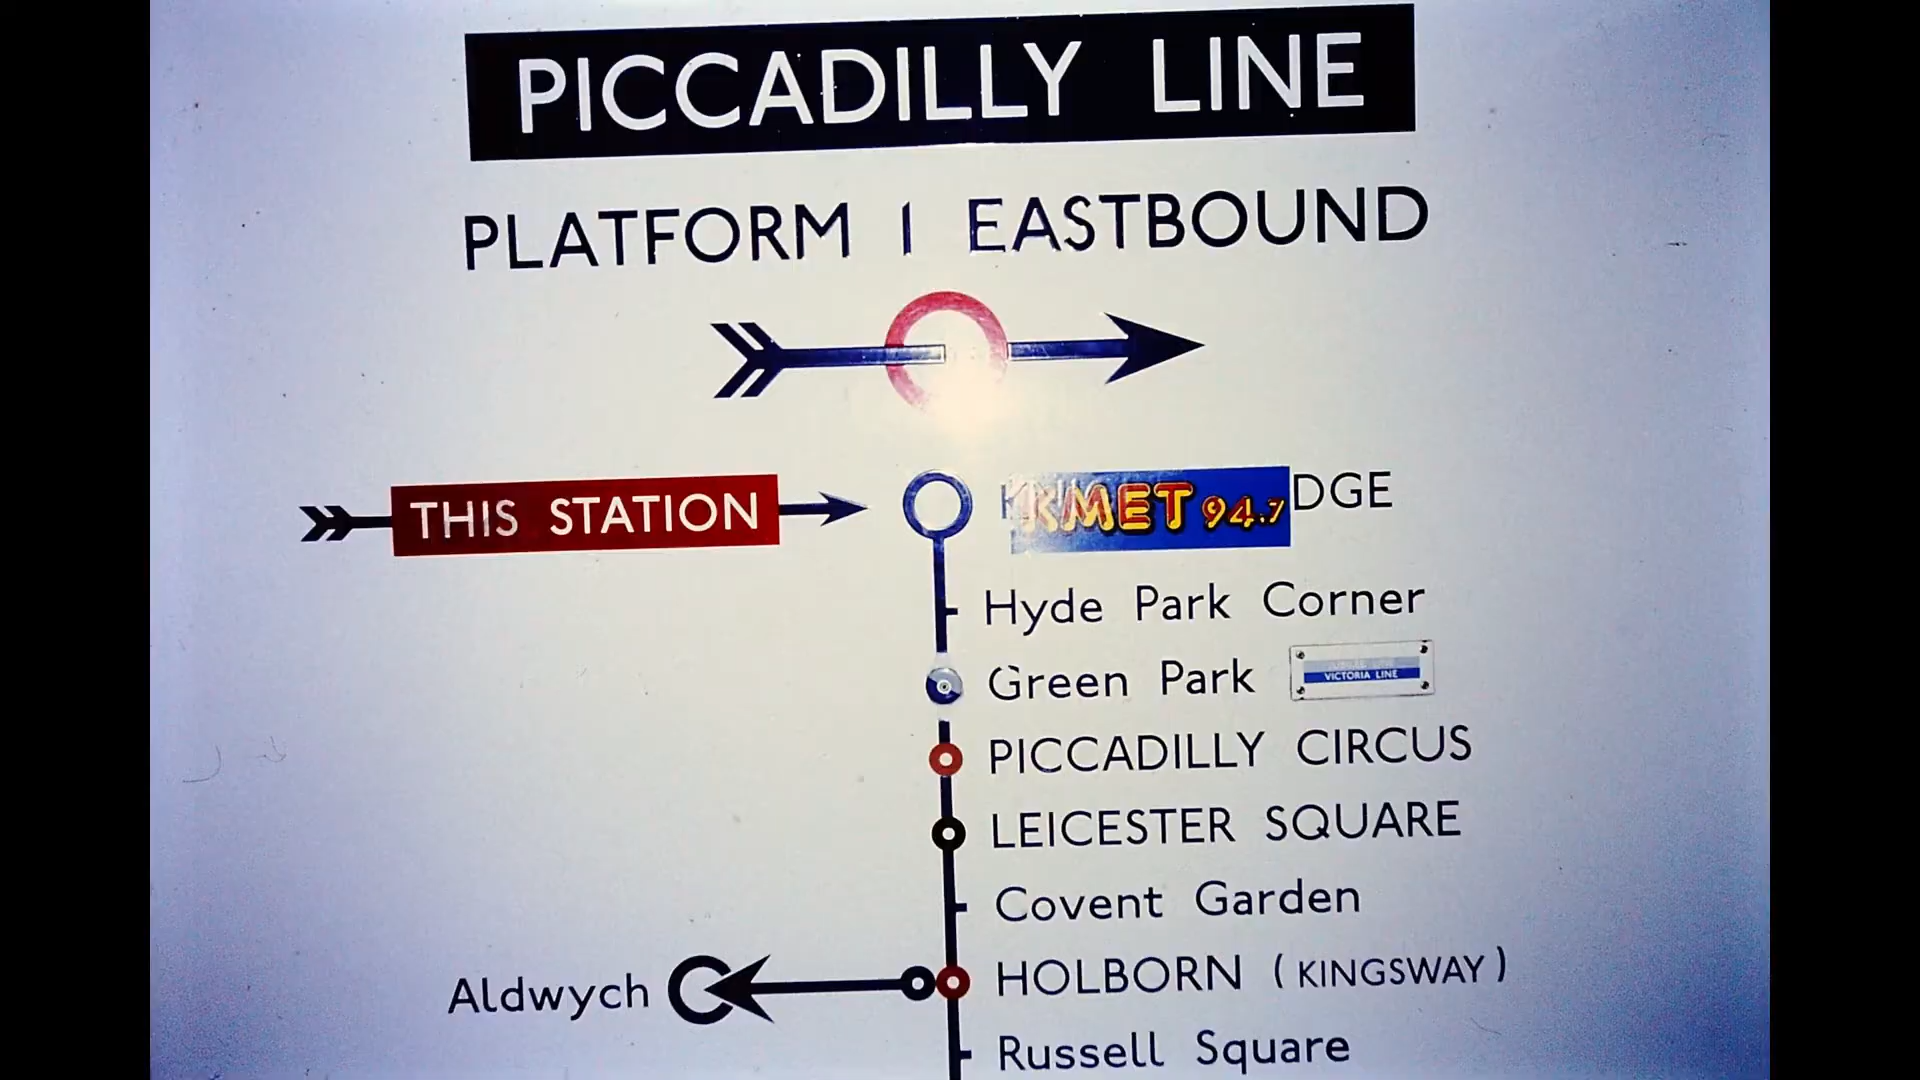 PICCADILLY LINE
PLATFORM 1 EASTBOUND
THIS STATION
KMET 94.7 DGE
Hyde Park Corner
Green Park
VICTORIA LINE
PICCADILLY CIRCUS
LEICESTER SQUARE
Covent Garden
Aldwych HOLBORN (KINGSWAY)
Russell Square